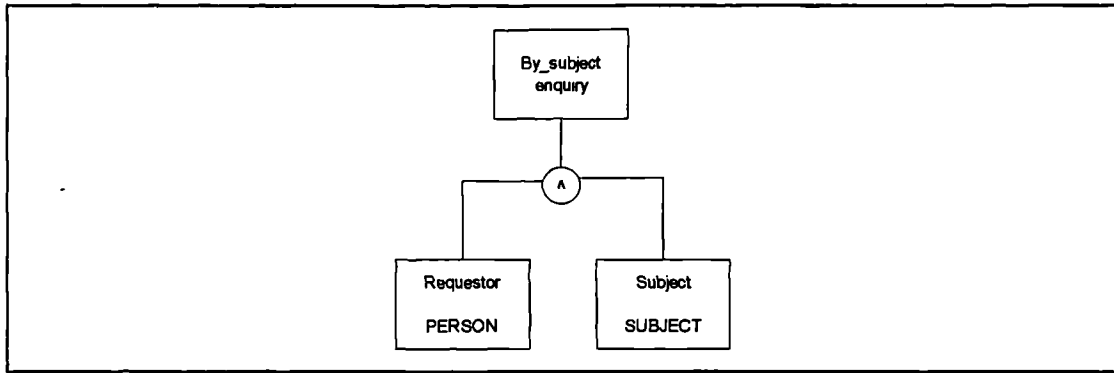 By_subject
enquiry
∧
Requestor
PERSON
Subject
SUBJECT